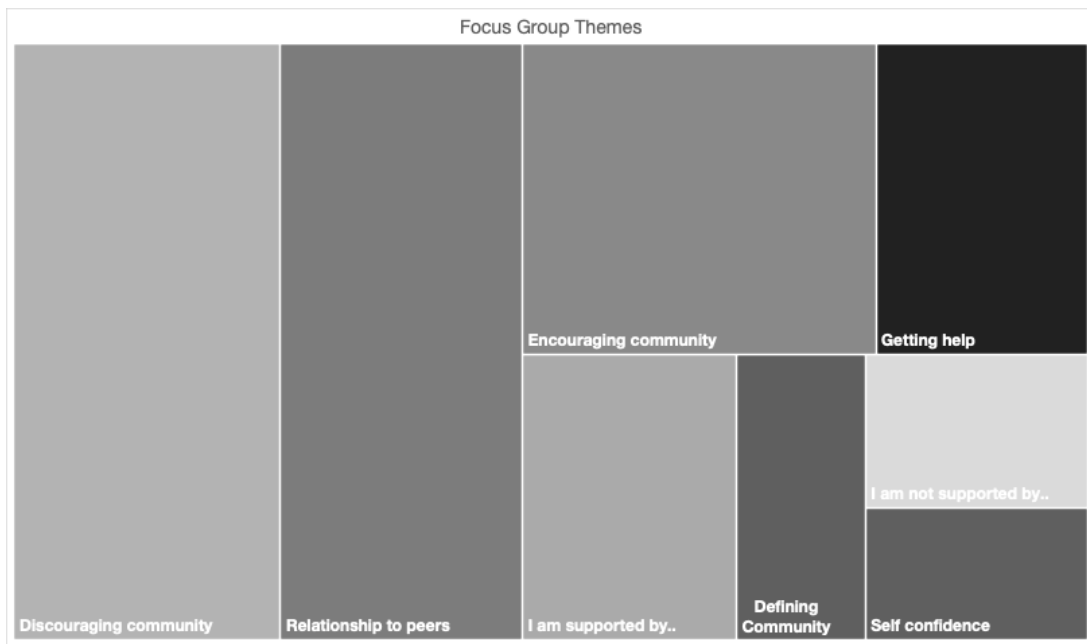 Focus Group Themes
Encouraging community
Getting help
I am not supported by..
Defining
Community
Discouraging community
Relationship to peers
I am supported by..
Self confidence